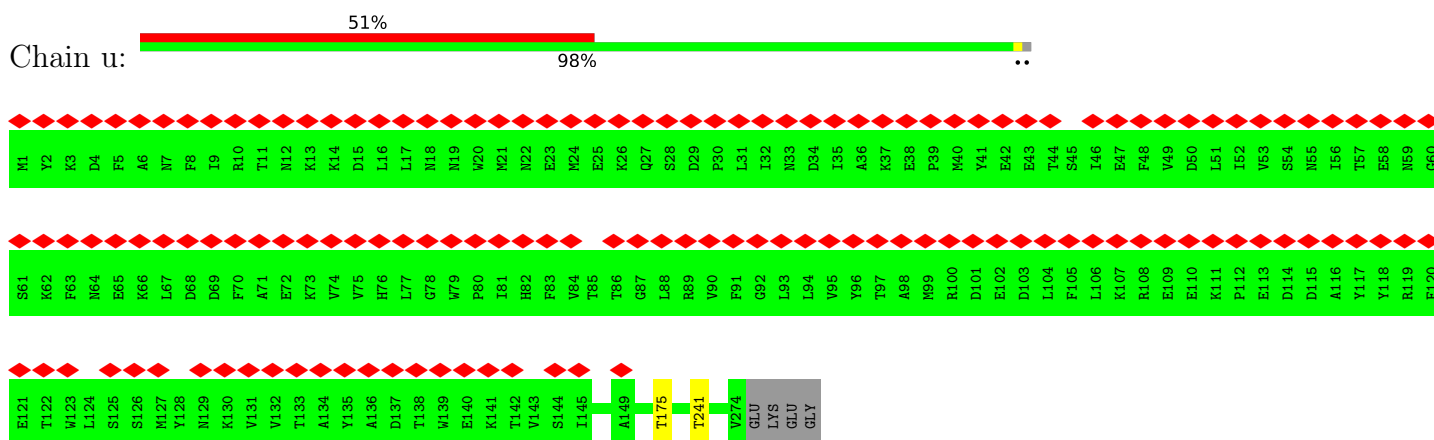 51%
Chain u:
98%
M1 Y2 K3 D4 F5 A6 N7 F8 I9 R10 T11 N12 K13 K14 D15 L16 L17 N18 N19 W20 M21 N22 E23 M24 E25 K26 Q27 S28 D29 P30 L31 I32 N33 D34 I35 A36 K37 E38 P39 M40 Y41 E42 E43 T44 S45 I46 E47 F48 V49 D50 L51 I52 V53 S54 N55 I56 T57 E58 N59 G60
S61 K62 F63 N64 E65 K66 L67 D68 D69 F70 A71 E72 K73 V74 V75 H76 L77 G78 W79 P80 I81 H82 F83 V84 T85 T86 G87 L88 R89 V90 F91 G92 L93 L94 V95 Y96 T97 A98 M99 R100 D101 E102 D103 L104 F105 L106 K107 R108 E109 E110 K111 P112 E113 D114 D115 A116 Y117 Y118 R119 F120
E121 T122 W123 L124 S125 S126 M127 Y128 N129 K130 V131 V132 T133 A134 Y135 A136 D137 T138 W139 E140 K141 T142 V143 S144 I145 A149 T175 T241 V274 GLU LYS GLU GLY